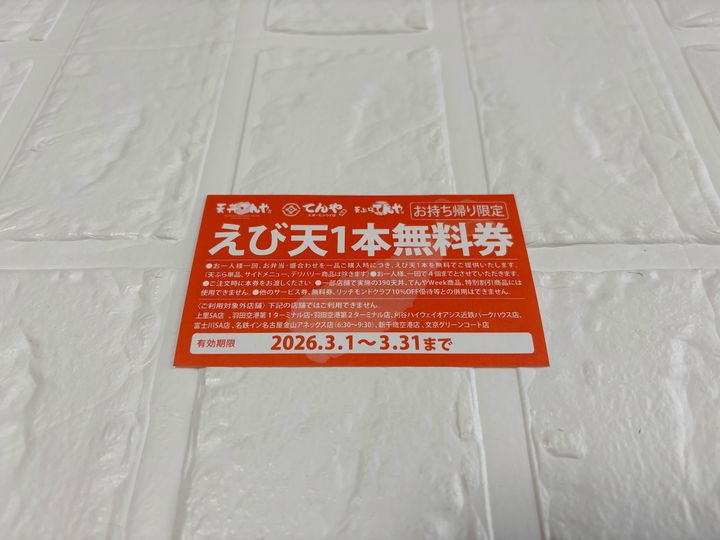 天丼てんや
てんや
天ぷらてんや
お持ち帰り限定
えび天1本無料券
●お一人様一回、お弁当・盛合わせを一品ご購入時につき、えび天1本を無料でご提供いたします。
(天ぷら単品、サイドメニュー、デリバリー商品は除きます)●お一人様、一回で4個までとさせていただきます。
●ご注文時に本券をお渡しください。●一部店舗で実施の390天丼、てんやWeek商品、特別割引商品には
使用できません。●他のサービス券、無料券、リッチモンドクラブ10%OFF優待等との併用はできません。
〈ご利用対象外店舗〉下記の店舗ではご利用できません。
上里SA店 、羽田空港第1ターミナル店・羽田空港第2ターミナル店、刈谷ハイウェイオアシス近鉄パークハウス店、
富士川SA店、名鉄イン名古屋金山アネックス店(6:30〜9:30)、新千歳空港店 、文京グリーンコート店
有効期限 2026.3.1〜3.31まで